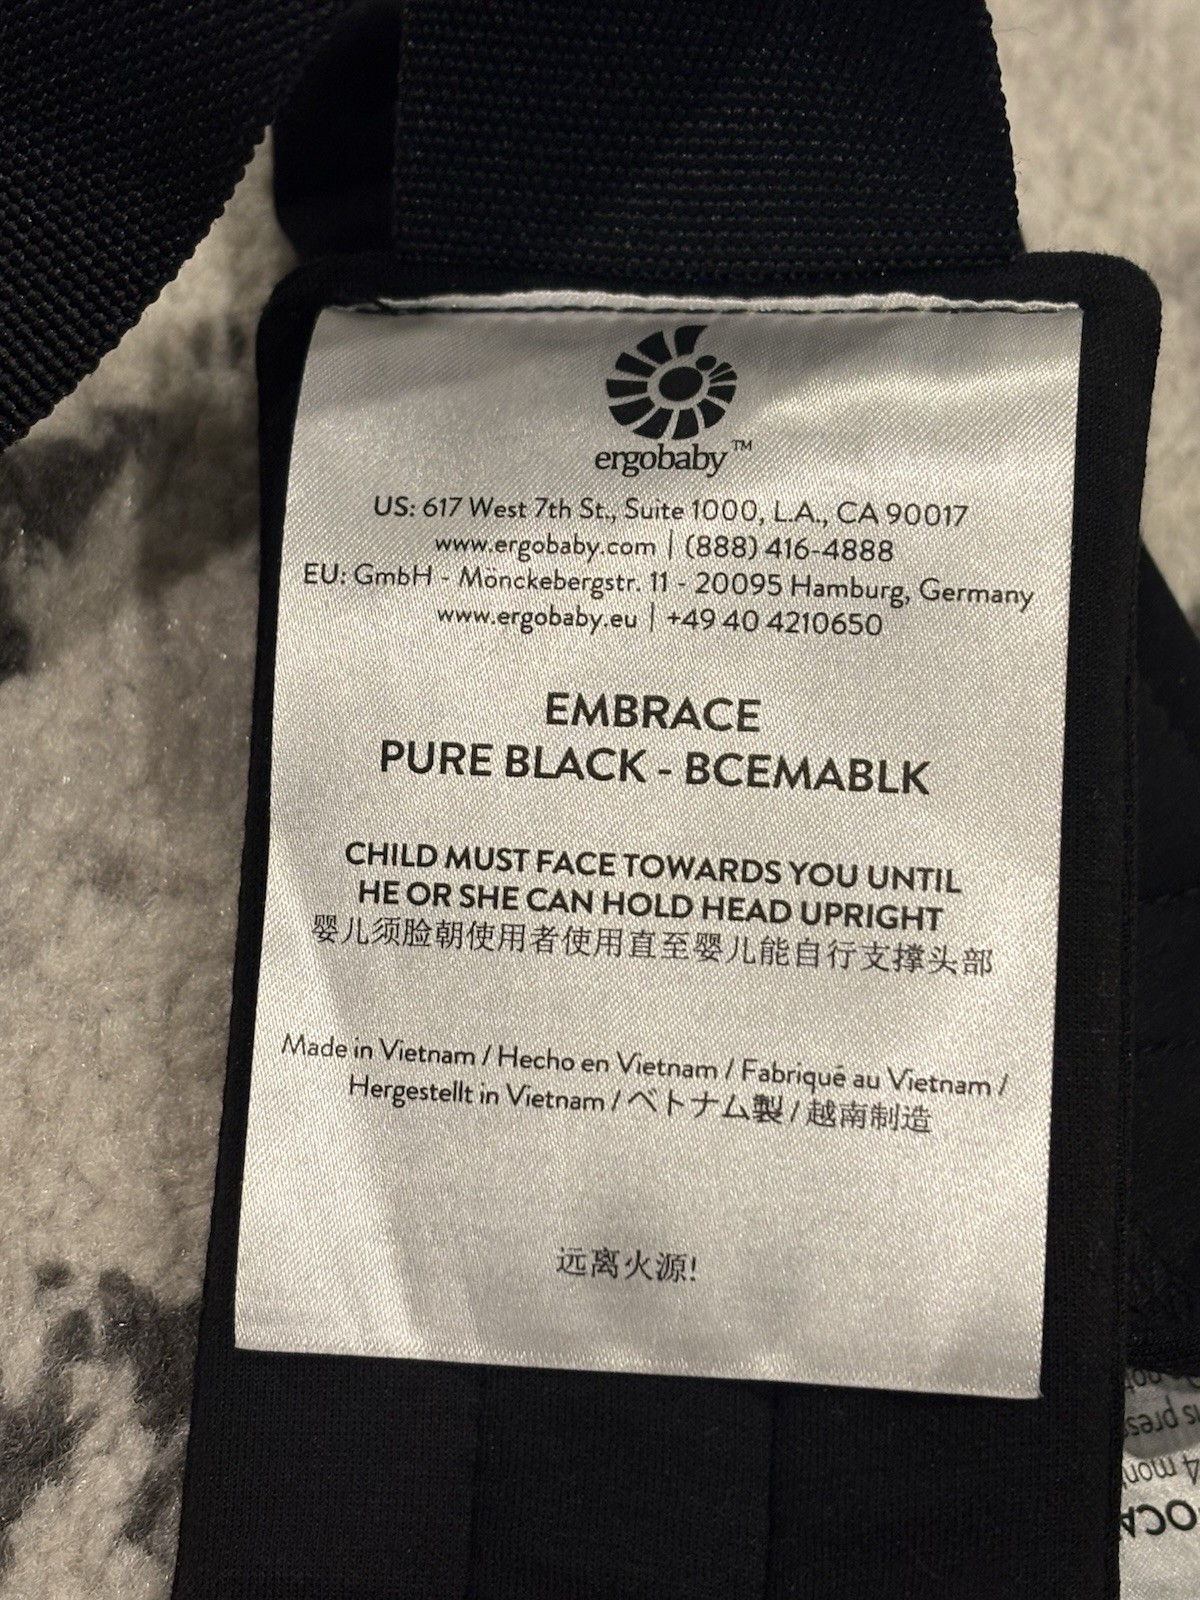 ergobaby™
US: 617 West 7th St., Suite 1000, L.A., CA 90017
www.ergobaby.com | (888) 416-4888
EU: GmbH - Mönckebergstr. 11 - 20095 Hamburg, Germany
www.ergobaby.eu | +49 40 4210650
EMBRACE
PURE BLACK - BCEMABLK
CHILD MUST FACE TOWARDS YOU UNTIL
HE OR SHE CAN HOLD HEAD UPRIGHT
婴儿须脸朝使用者使用直至婴儿能自行支撑头部
Made in Vietnam / Hecho en Vietnam / Fabriqué au Vietnam /
Hergestellt in Vietnam / ベトナム製 / 越南制造
远离火源!